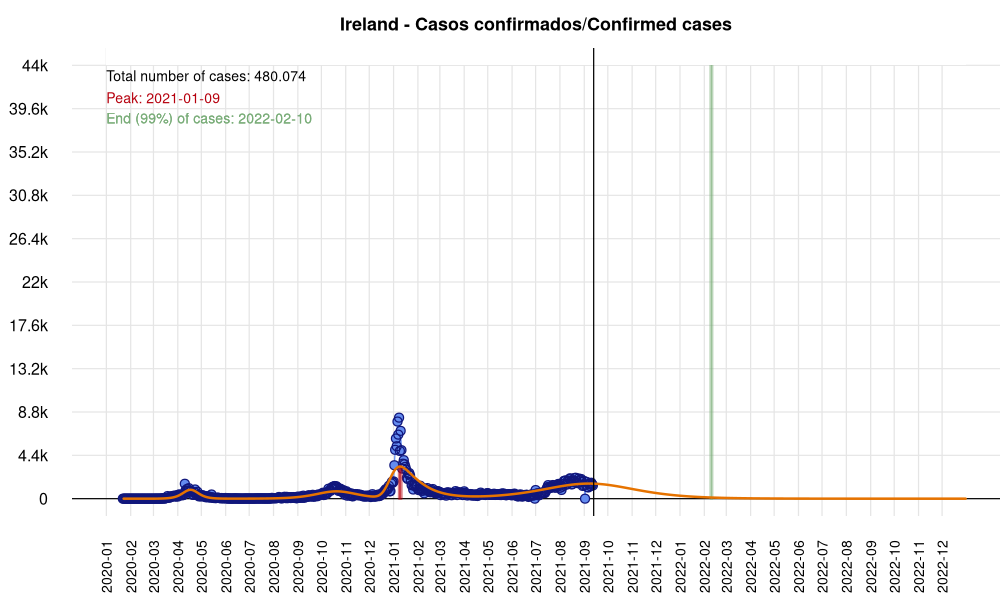 Ireland - Casos confirmados/Confirmed cases
Total number of cases: 480.074
Peak: 2021-01-09
End (99%) of cases: 2022-02-10
44k
39.6k
35.2k
30.8k
26.4k
22k
17.6k
13.2k
8.8k
4.4k
0
2020-01
2020-02
2020-03
2020-04
2020-05
2020-06
2020-07
2020-08
2020-09
2020-10
2020-11
2020-12
2021-01
2021-02
2021-03
2021-04
2021-05
2021-06
2021-07
2021-08
2021-09
2021-10
2021-11
2021-12
2022-01
2022-02
2022-03
2022-04
2022-05
2022-06
2022-07
2022-08
2022-09
2022-10
2022-11
2022-12